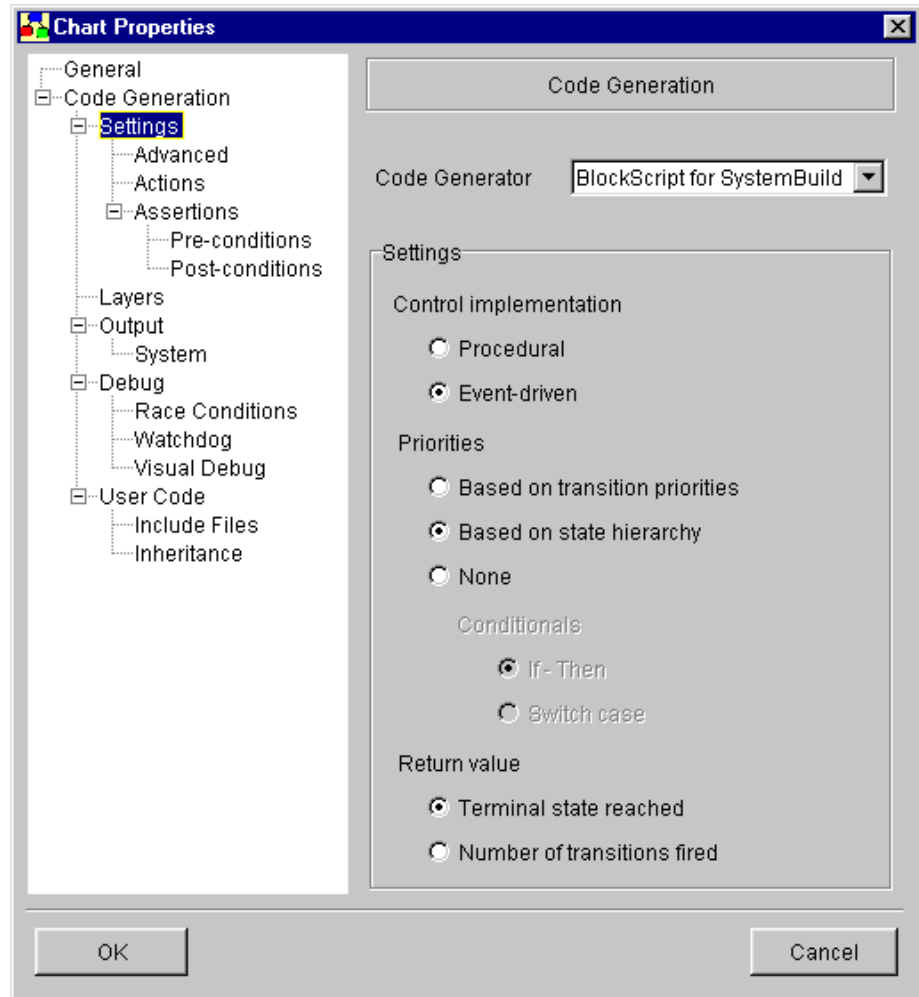 Chart Properties
General
Code Generation
Settings
Advanced
Actions
Assertions
Pre-conditions
Post-conditions
Layers
Output
System
Debug
Race Conditions
Watchdog
Visual Debug
User Code
Include Files
Inheritance
Code Generation
Code Generator BlockScript for SystemBuild
Settings
Control implementation
Procedural
Event-driven
Priorities
Based on transition priorities
Based on state hierarchy
None
Conditionals
If - Then
Switch case
Return value
Terminal state reached
Number of transitions fired
OK
Cancel